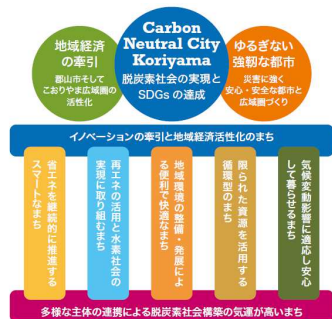 Carbon
Neutral City
Koriyama
脱炭素社会の実現と
SDGs の達成
地域経済
の牽引
郡山市そして
こおりやま広域圏の
活性化
ゆるぎない
強靭な都市
災害に強く
安心・安全な都市と
広域圏づくり
イノベーションの牽引と地域経済活性化のまち
省エネを継続的に推進する
スマートなまち
再エネの活用と水素社会の
実現に取り組むまち
地域環境の整備・発展によ
る便利で快適なまち
限られた資源を活用する
循環型のまち
気候変動影響に適応し安心
して暮らせるまち
多様な主体の連携による脱炭素社会構築の気運が高いまち